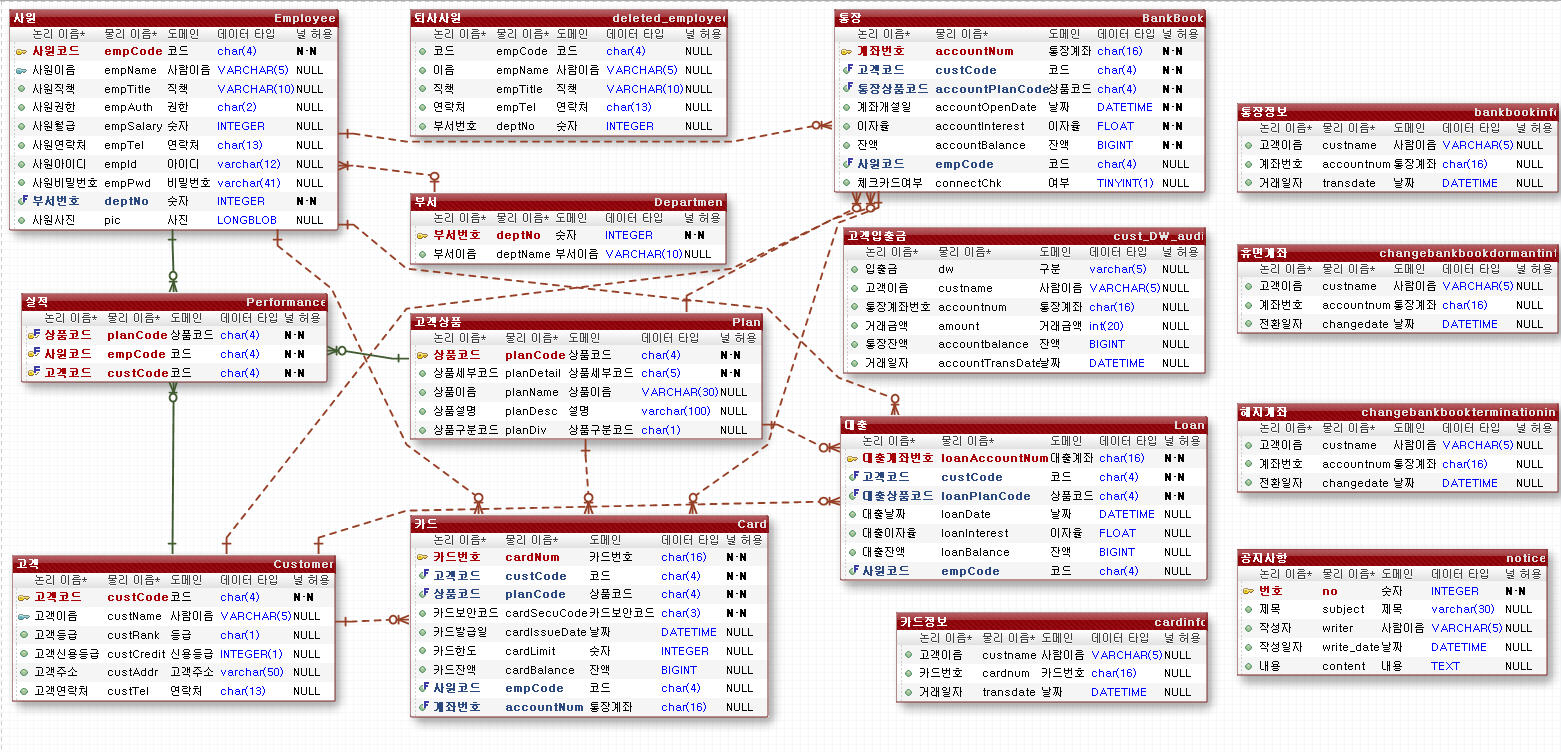 사원 Employee
논리 이름* 물리 이름* 도메인 데이터 타입 널 허용
사원코드 empCode 코드 char(4) N-N
사원이름 empName 사람이름 VARCHAR(5) NULL
사원직책 empTitle 직책 VARCHAR(10) NULL
사원권한 empAuth 권한 char(2) NULL
사원월급 empSalary 숫자 INTEGER NULL
사원연락처 empTel 연락처 char(13) NULL
사원아이디 empId 아이디 varchar(12) NULL
사원비밀번호 empPwd 비밀번호 varchar(41) NULL
부서번호 deptNo 숫자 INTEGER N-N
사원사진 pic 사진 LONGBLOB NULL
퇴사사원 deleted_employe
논리 이름* 물리 이름* 도메인 데이터 타입 널 허용
코드 empCode 코드 char(4) NULL
이름 empName 사람이름 VARCHAR(5) NULL
직책 empTitle 직책 VARCHAR(10) NULL
연락처 empTel 연락처 char(13) NULL
부서번호 deptNo 숫자 INTEGER NULL
통장 BankBook
논리 이름* 물리 이름* 도메인 데이터 타입 널 허용
계좌번호 accountNum 통장계좌 char(16) N-N
고객코드 custCode 코드 char(4) N-N
통장상품코드 accountPlanCode 상품코드 char(4) N-N
계좌개설일 accountOpenDate 날짜 DATETIME N-N
이자율 accountInterest 이자율 FLOAT N-N
잔액 accountBalance 잔액 BIGINT N-N
사원코드 empCode 코드 char(4) N-N
체크카드여부 connectChk 여부 TINYINT(1) NULL
통장정보 bankbookinfo
논리 이름* 물리 이름* 도메인 데이터 타입 널 허용
고객이름 custname 사람이름 VARCHAR(5) NULL
계좌번호 accountnum 통장계좌 char(16) NULL
거래일자 transdate 날짜 DATETIME NULL
부서 Departmen
논리 이름* 물리 이름* 도메인 데이터 타입 널 허용
부서번호 deptNo 숫자 INTEGER N-N
부서이름 deptName 부서이름 VARCHAR(10) NULL
고객입출금 cust_DW_audi
논리 이름* 물리 이름* 도메인 데이터 타입 널 허용
입출금 dw 구분 varchar(5) NULL
고객이름 custname 사람이름 VARCHAR(5) NULL
통장계좌번호 accountnum 통장계좌 char(16) NULL
거래금액 amount 거래금액 int(20) NULL
통장잔액 accountbalance 잔액 BIGINT NULL
거래일자 accountTransDate 날짜 DATETIME NULL
휴면계좌 changebankbookdormantinf
논리 이름* 물리 이름* 도메인 데이터 타입 널 허용
고객이름 custname 사람이름 VARCHAR(5) NULL
계좌번호 accountnum 통장계좌 char(16) NULL
전환일자 changedate 날짜 DATETIME NULL
실적 Performance
논리 이름* 물리 이름* 도메인 데이터 타입 널 허용
상품코드 planCode 상품코드 char(4) N-N
사원코드 empCode 코드 char(4) N-N
고객코드 custCode 코드 char(4) N-N
고객상품 Plan
논리 이름* 물리 이름* 도메인 데이터 타입 널 허용
상품코드 planCode 상품코드 char(4) N-N
상품세부코드 planDetail 상품세부코드 char(5) N-N
상품이름 planName 상품이름 VARCHAR(30) NULL
상품설명 planDesc 설명 varchar(100) NULL
상품구분코드 planDiv 상품구분코드 char(1) NULL
해지계좌 changebankbookterminationin
논리 이름* 물리 이름* 도메인 데이터 타입 널 허용
고객이름 custname 사람이름 VARCHAR(5) NULL
계좌번호 accountnum 통장계좌 char(16) NULL
전환일자 changedate 날짜 DATETIME NULL
대출 Loan
논리 이름* 물리 이름* 도메인 데이터 타입 널 허용
대출계좌번호 loanAccountNum 대출계좌 char(16) N-N
고객코드 custCode 코드 char(4) N-N
대출상품코드 loanPlanCode 상품코드 char(4) N-N
대출날짜 loanDate 날짜 DATETIME NULL
대출이자율 loanInterest 이자율 FLOAT NULL
대출잔액 loanBalance 잔액 BIGINT NULL
사원코드 empCode 코드 char(4) NULL
고객 Customer
논리 이름* 물리 이름* 도메인 데이터 타입 널 허용
고객코드 custCode 코드 char(4) N-N
고객이름 custName 사람이름 VARCHAR(5) NULL
고객등급 custRank 등급 char(1) NULL
고객신용등급 custCredit 신용등급 INTEGER(1) NULL
고객주소 custAddr 고객주소 varchar(50) NULL
고객연락처 custTel 연락처 char(13) NULL
카드 Card
논리 이름* 물리 이름* 도메인 데이터 타입 널 허용
카드번호 cardNum 카드번호 char(16) N-N
고객코드 custCode 코드 char(4) N-N
상품코드 planCode 코드 char(4) N-N
카드보안코드 cardSecuCode 카드보안코드 char(3) N-N
카드발급일 cardIssueDate 날짜 DATETIME NULL
카드한도 cardLimit 숫자 INTEGER NULL
카드잔액 cardBalance 잔액 BIGINT NULL
사원코드 empCode 코드 char(4) NULL
계좌번호 accountNum 통장계좌 char(16) NULL
카드정보 cardinfo
논리 이름* 물리 이름* 도메인 데이터 타입 널 허용
고객이름 custname 사람이름 VARCHAR(5) NULL
카드번호 cardnum 카드번호 char(16) NULL
거래일자 transdate 날짜 DATETIME NULL
공지사항 notice
논리 이름* 물리 이름* 도메인 데이터 타입 널 허용
번호 no 숫자 INTEGER N-N
제목 subject 제목 varchar(30) NULL
작성자 writer 사람이름 VARCHAR(5) NULL
작성일자 write_date 날짜 DATETIME NULL
내용 content 내용 TEXT NULL